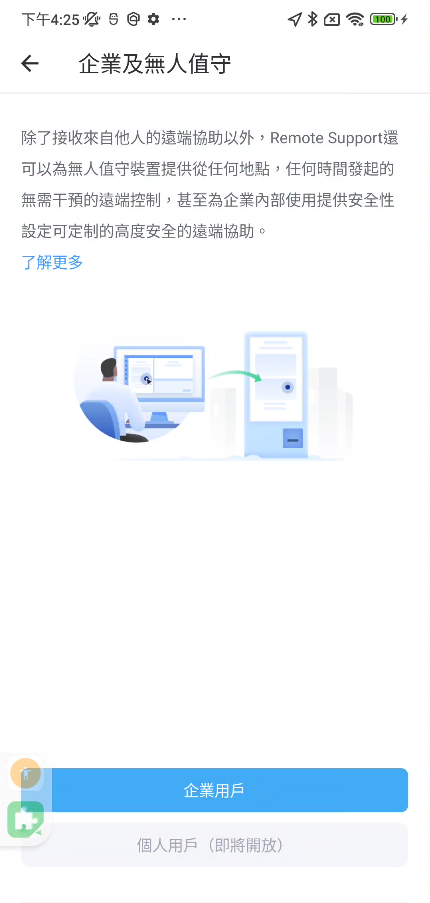 下午4:25
100
企業及無人值守
除了接收來自他人的遠端協助以外，Remote Support還
可以為無人值守裝置提供從任何地點，任何時間發起的
無需干預的遠端控制，甚至為企業內部使用提供安全性
設定可定制的高度安全的遠端協助。
了解更多
企業用戶
個人用戶（即將開放）